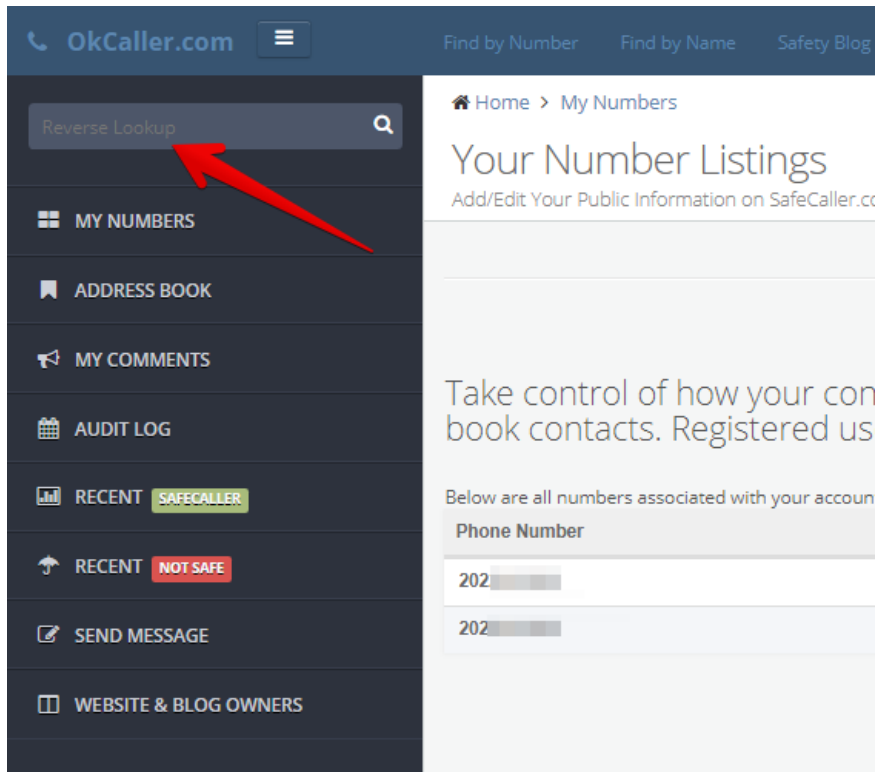 OkCaller.com
Find by Number Find by Name Safety Blog
Reverse Lookup
MY NUMBERS
ADDRESS BOOK
MY COMMENTS
AUDIT LOG
RECENT SAFECALLER
RECENT NOT SAFE
SEND MESSAGE
WEBSITE & BLOG OWNERS
Home > My Numbers
Your Number Listings
Add/Edit Your Public Information on SafeCaller.co
Take control of how your con
book contacts. Registered us
Below are all numbers associated with your accoun
Phone Number
202
202